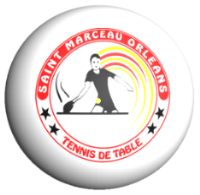 SAINT MARCEAU ORLEANS
TENNIS DE TABLE